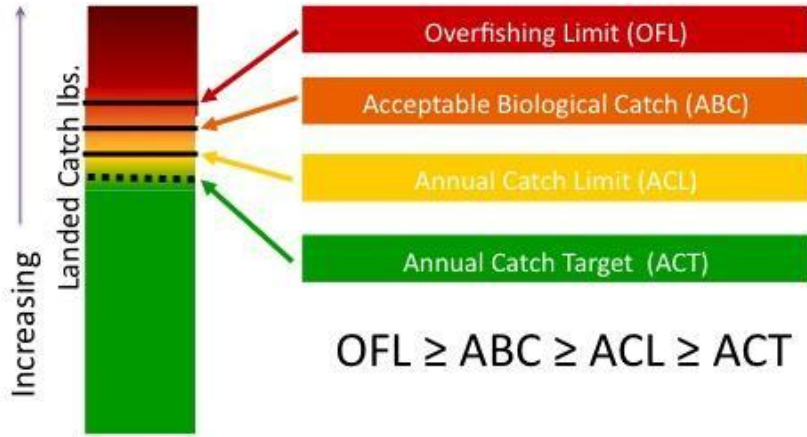 Overfishing Limit (OFL)
Acceptable Biological Catch (ABC)
Annual Catch Limit (ACL)
Annual Catch Target (ACT)
OFL ≥ ABC ≥ ACL ≥ ACT
Increasing
Landed Catch lbs.